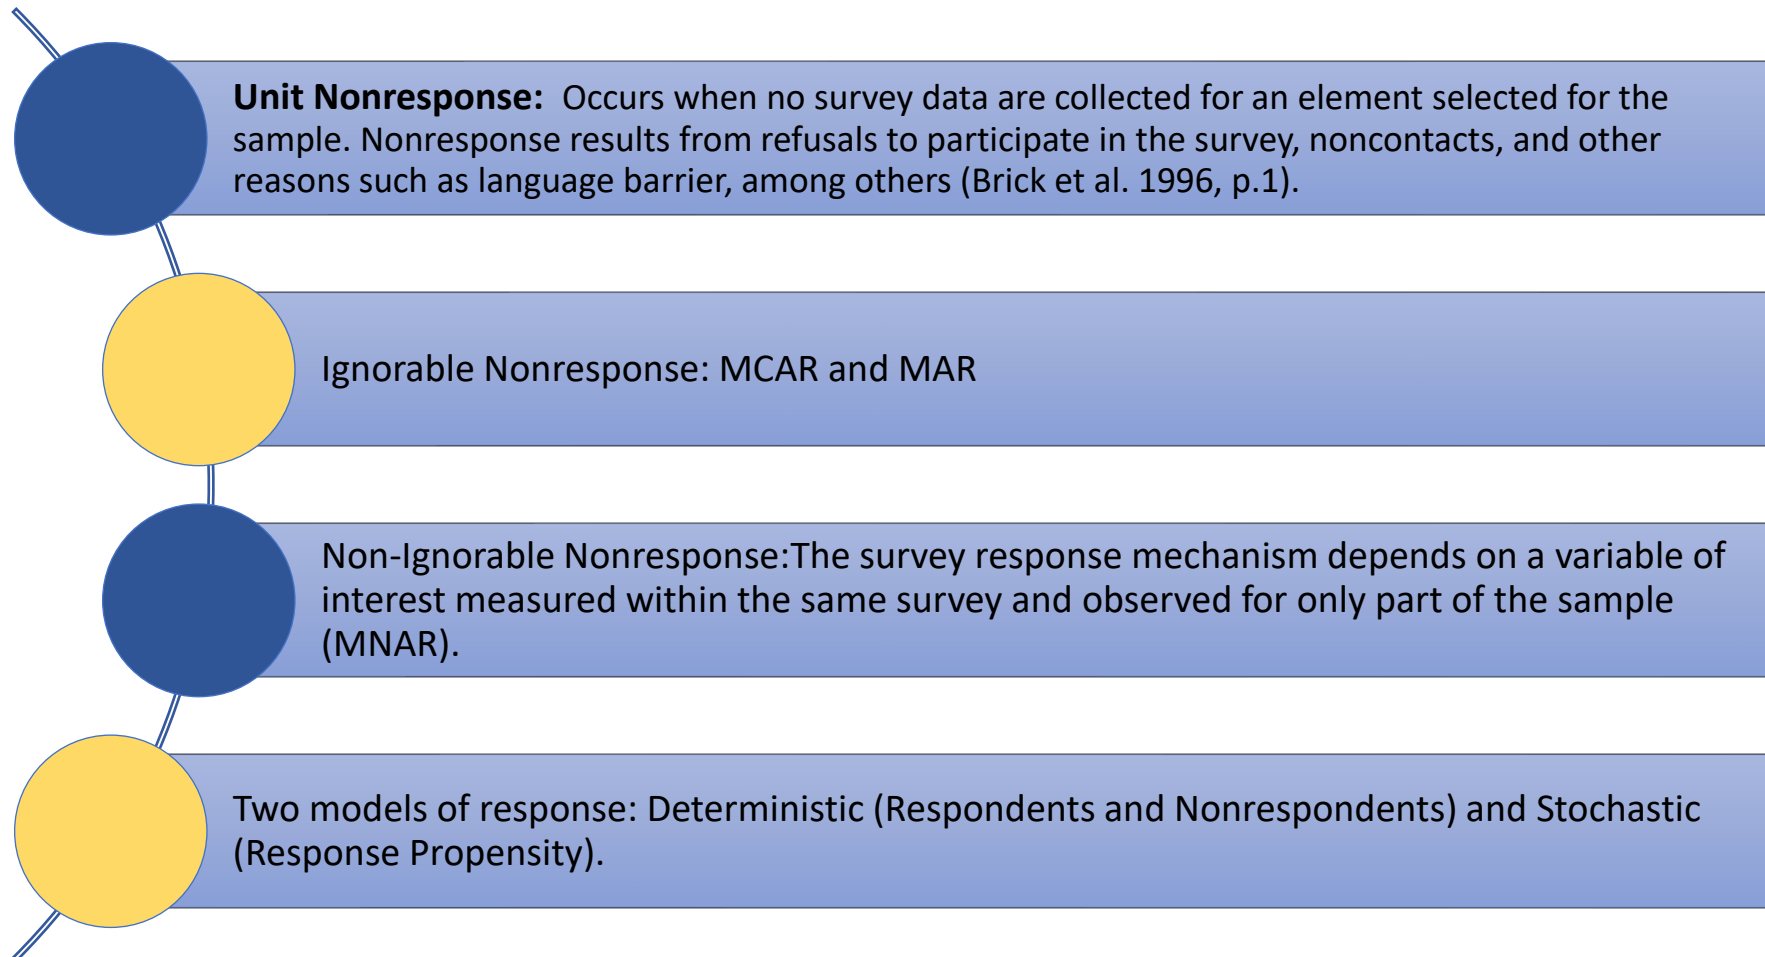 Unit Nonresponse:  Occurs when no survey data are collected for an element selected for the
sample. Nonresponse results from refusals to participate in the survey, noncontacts, and other
reasons such as language barrier, among others (Brick et al. 1996, p.1).
Ignorable Nonresponse: MCAR and MAR
Non-Ignorable Nonresponse:The survey response mechanism depends on a variable of
interest measured within the same survey and observed for only part of the sample
(MNAR).
Two models of response: Deterministic (Respondents and Nonrespondents) and Stochastic
(Response Propensity).